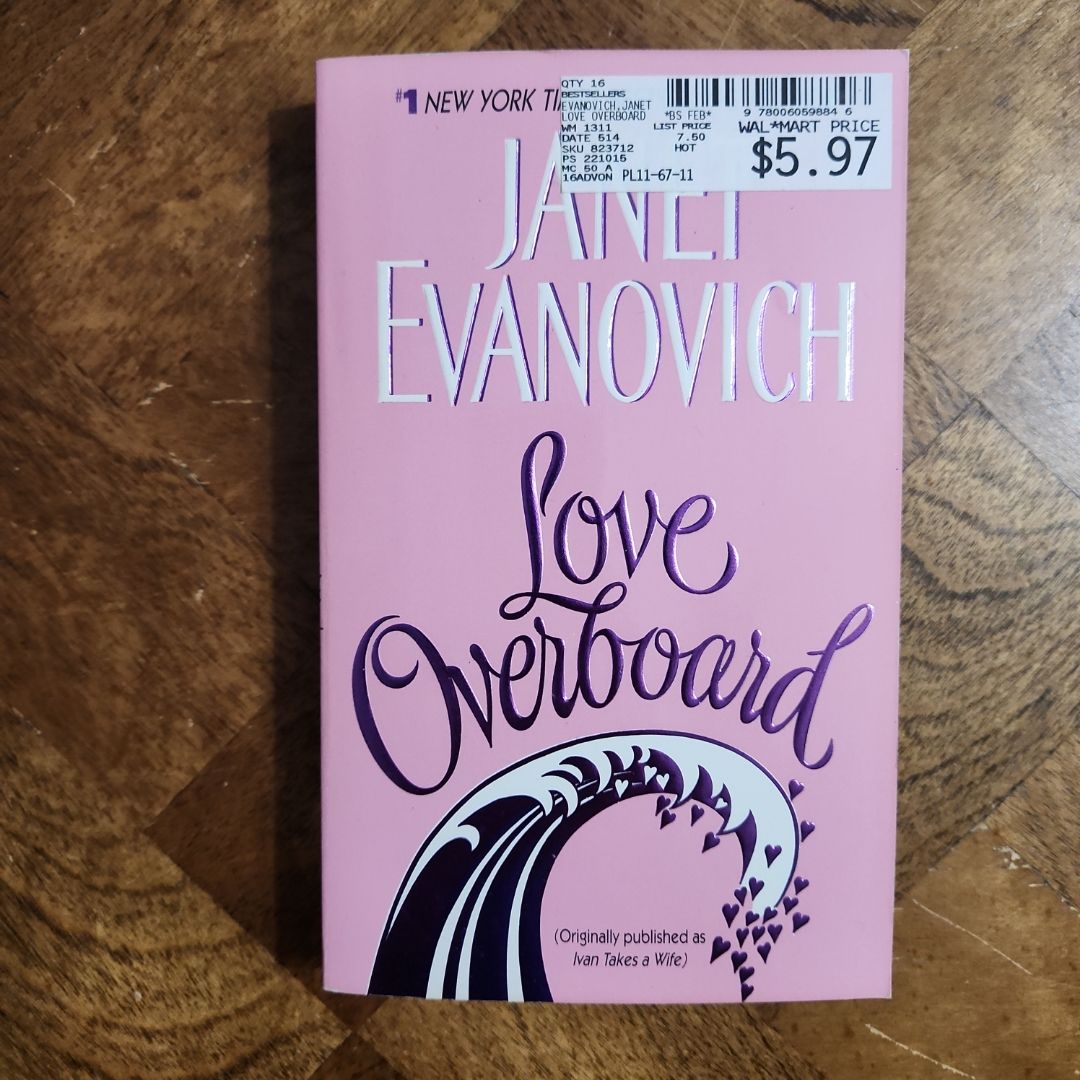 #1 NEW YORK TI
QTY 16
BESTSELLERS
EVANOVICH,JANET
LOVE OVERBOARD *BS FEB*
WM 1311 LIST PRICE
DATE 514 7.50
SKU 823712 HOT
PS 221015
MC 50 A
16ADVON PL11-67-11
9 78006059884 6
WAL*MART PRICE
$5.97
JANET
EVANOVICH
Love
Overboard
(Originally published as
Ivan Takes a Wife)